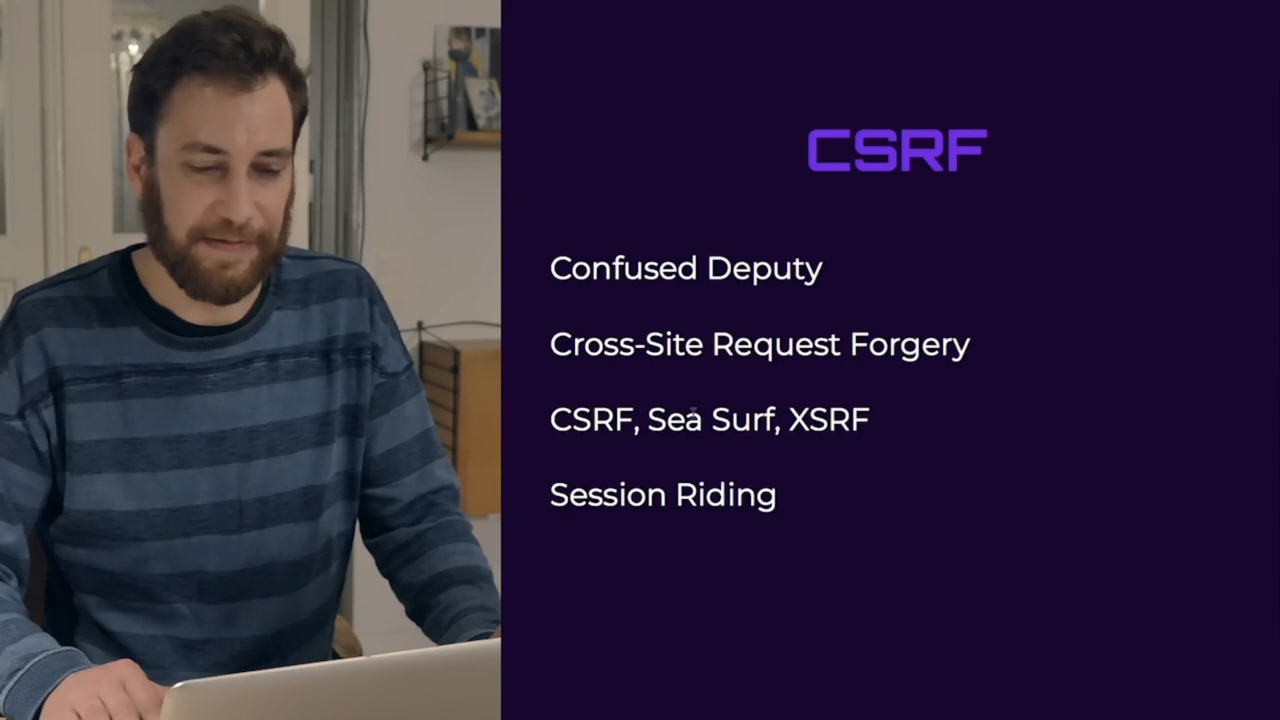 CSRF
Confused Deputy
Cross-Site Request Forgery
CSRF, Sea Surf, XSRF
Session Riding